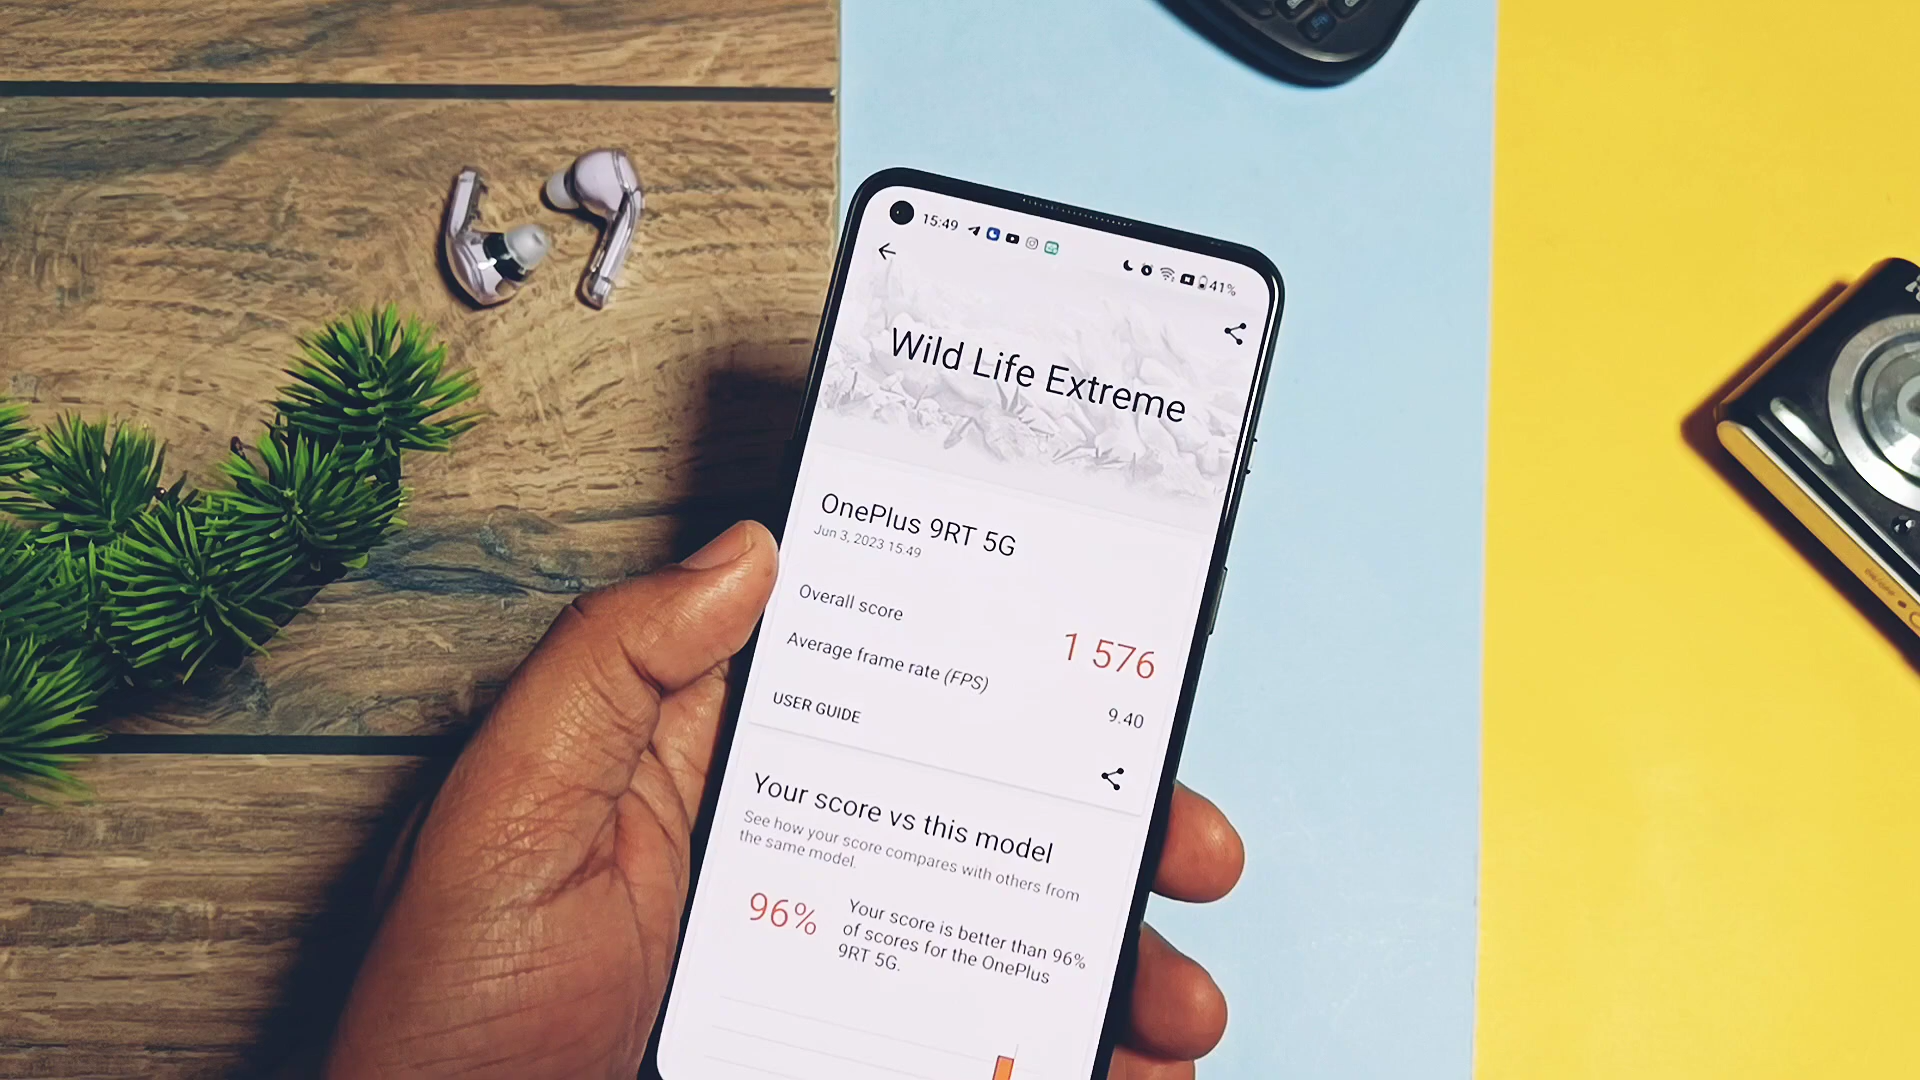 15:49
41%
Wild Life Extreme
OnePlus 9RT 5G
Jun 3, 2023 15:49
Overall score
1 576
Average frame rate (FPS)
9.40
USER GUIDE
Your score vs this model
See how your score compares with others from
the same model.
96%
Your score is better than 96%
of scores for the OnePlus
9RT 5G.